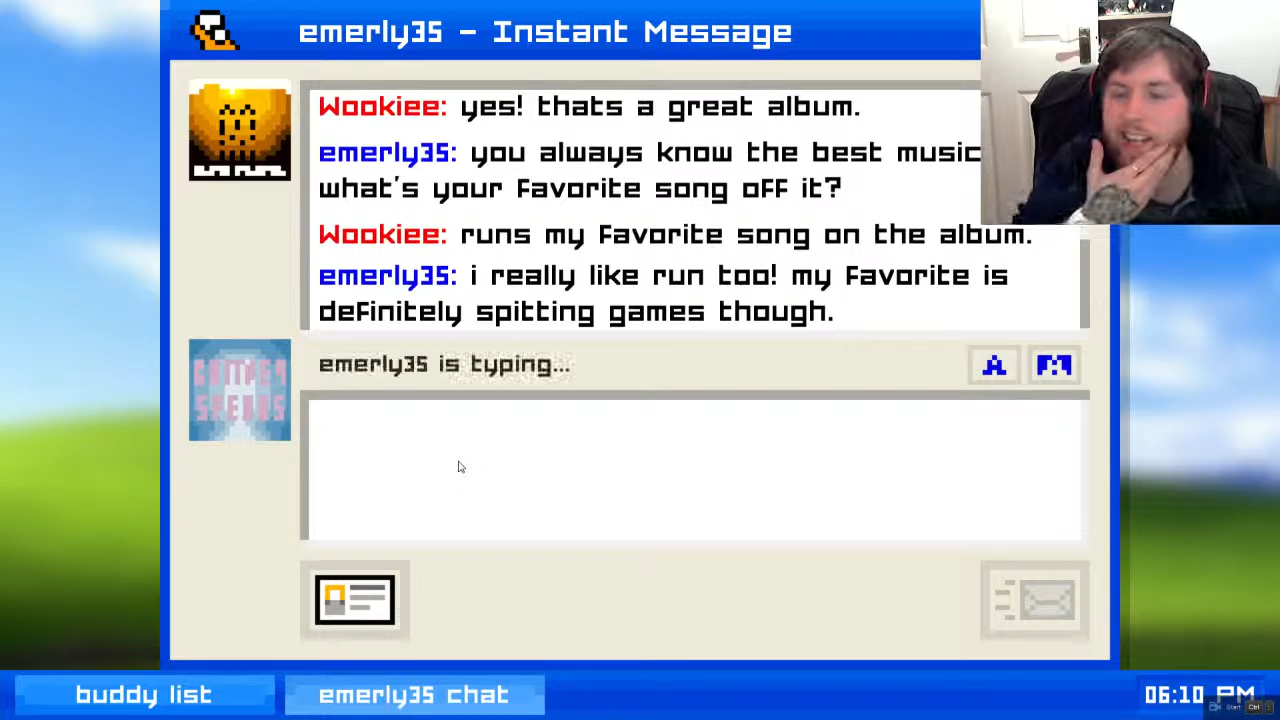 emerly35 - Instant Message
Wookiee: yes! thats a great album.
emerly35: you always know the best music
what's your favorite song off it?
Wookiee: runs my favorite song on the album.
emerly35: i really like run too! my favorite is
definitely spitting games though.
emerly35 is typing...
A
buddy list
emerly35 chat
06:10 PM
Start
Ctrl